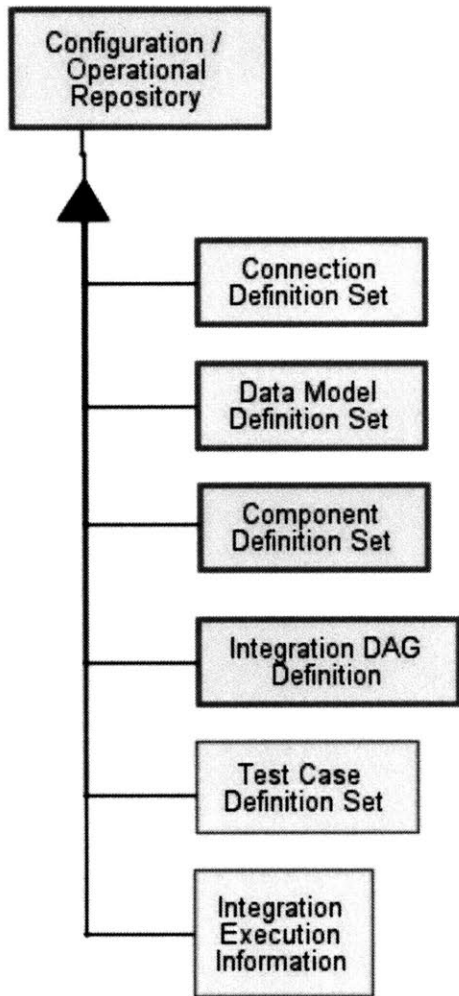 Configuration /
Operational
Repository
Connection
Definition Set
Data Model
Definition Set
Component
Definition Set
Integration DAG
Definition
Test Case
Definition Set
Integration
Execution
Information